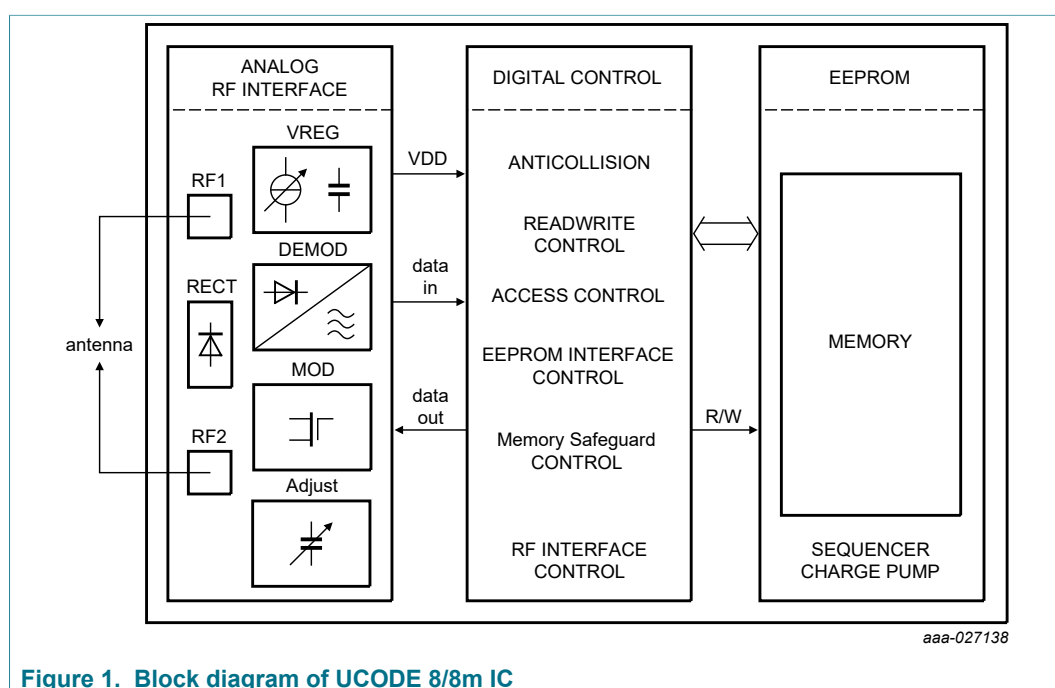 ANALOG
RF INTERFACE
VREG
RF1
DEMOD
RECT
antenna
MOD
RF2
Adjust
VDD
data
in
data
out
DIGITAL CONTROL
ANTICOLLISION
READWRITE
CONTROL
ACCESS CONTROL
EEPROM INTERFACE
CONTROL
Memory Safeguard
CONTROL
RF INTERFACE
CONTROL
R/W
EEPROM
MEMORY
SEQUENCER
CHARGE PUMP
aaa-027138
Figure 1. Block diagram of UCODE 8/8m IC